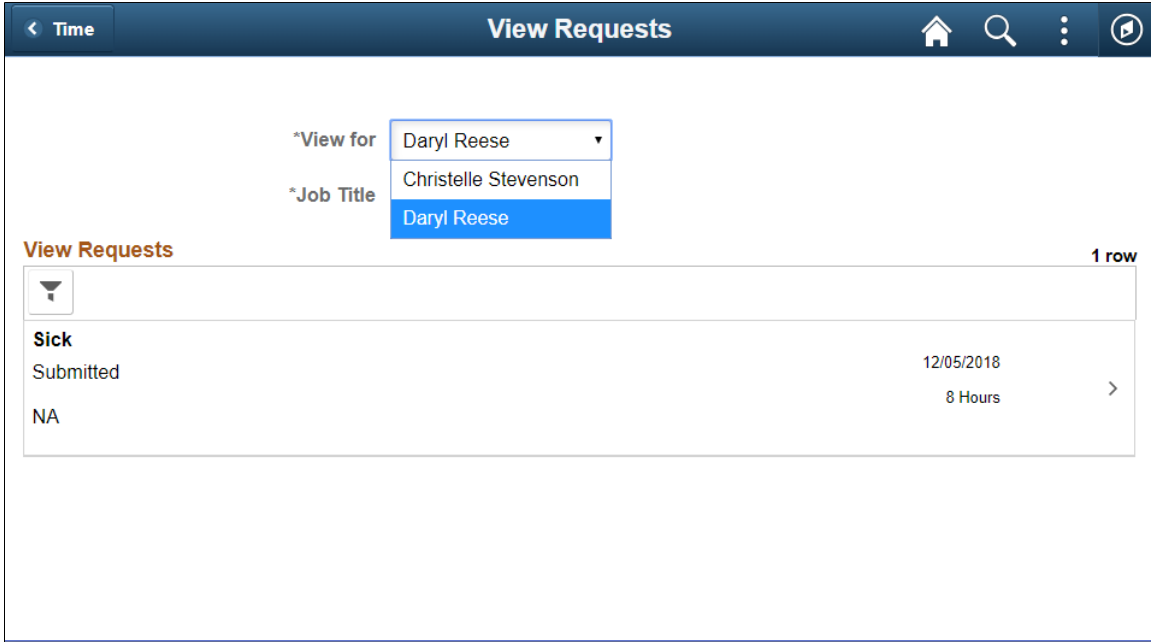 Time
View Requests
*View for
Daryl Reese
Christelle Stevenson
*Job Title
Daryl Reese
View Requests
1 row
Sick
Submitted
12/05/2018
8 Hours
NA